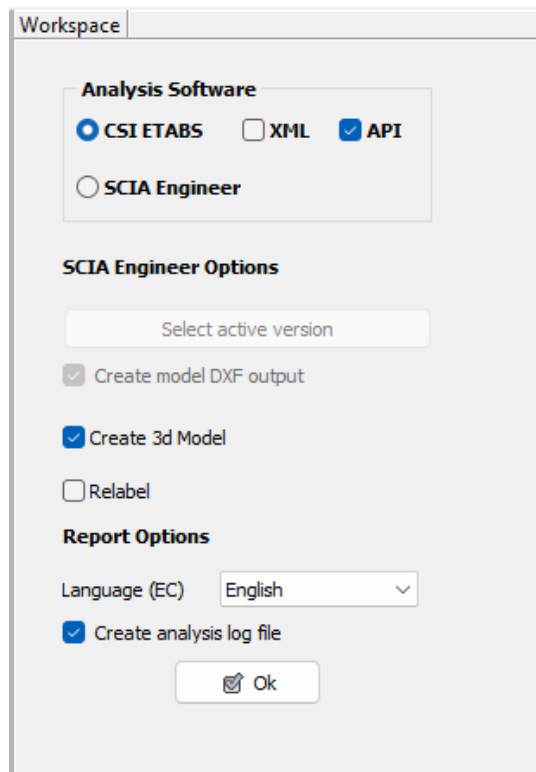 Workspace
Analysis Software
CSI ETABS XML API
SCIA Engineer
SCIA Engineer Options
Select active version
Create model DXF output
Create 3d Model
Relabel
Report Options
Language (EC) English
Create analysis log file
Ok